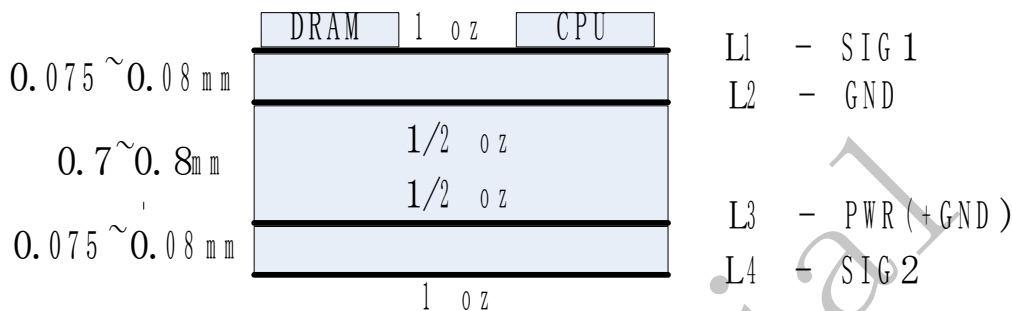 DRAM 1 oz CPU
L1 - SIG1
0.075~0.08mm
L2 - GND
1/2 oz
0.7~0.8mm
1/2 oz
L3 - PWR(+GND)
0.075~0.08mm
L4 - SIG2
1 oz